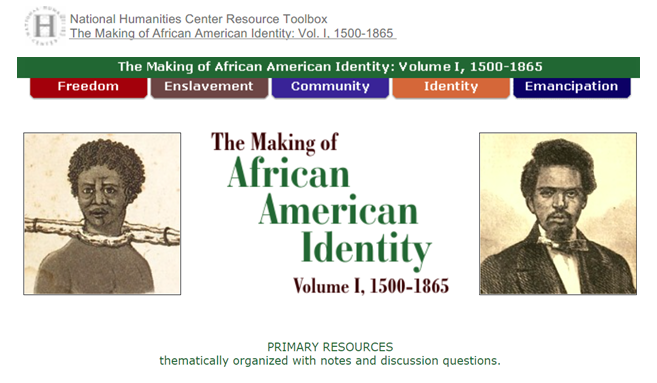 National Humanities Center Resource Toolbox
The Making of African American Identity: Vol. I, 1500-1865
The Making of African American Identity: Volume I, 1500-1865
Freedom Enslavement Community Identity Emancipation
The Making of
African
American
Identity
Volume I, 1500-1865
PRIMARY RESOURCES
thematically organized with notes and discussion questions.